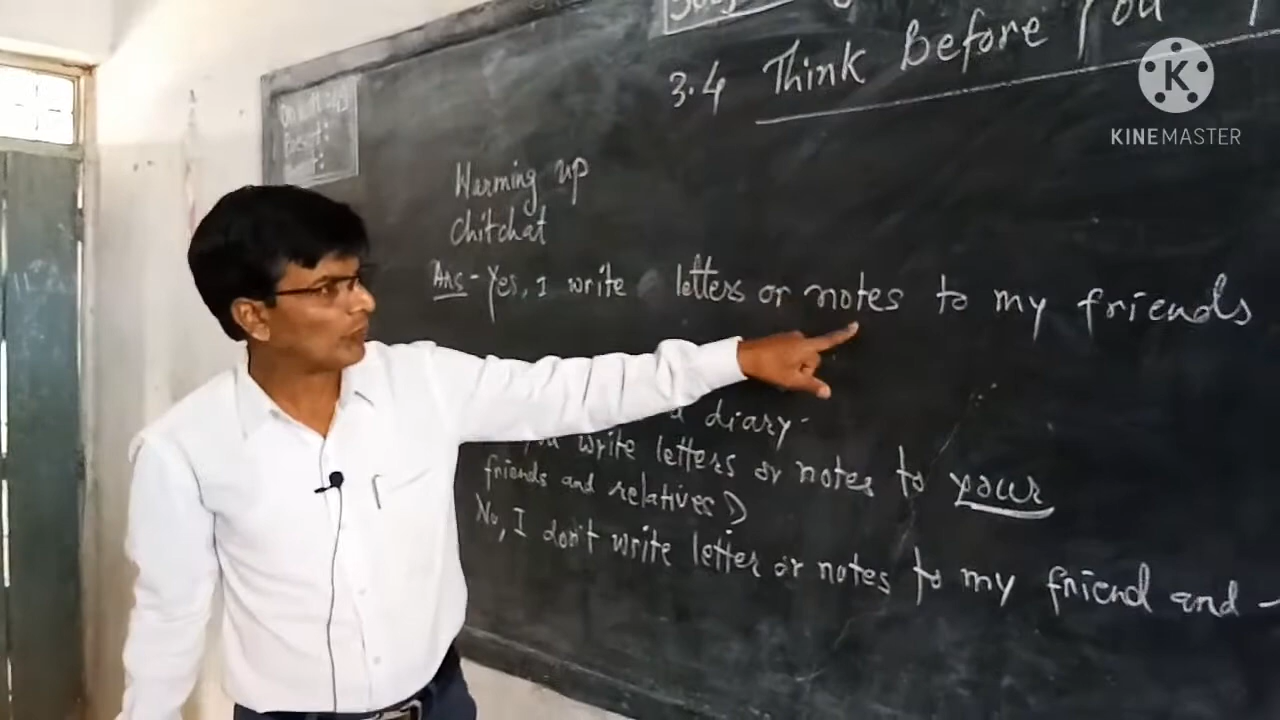 3.4 Think Before You
KINEMASTER
Warming up
chitchat
Ans - Yes, I write letters or notes to my friends
a diary.
you write letters or notes to your
friends and relatives?
No, I don't write letter or notes to my friend and -